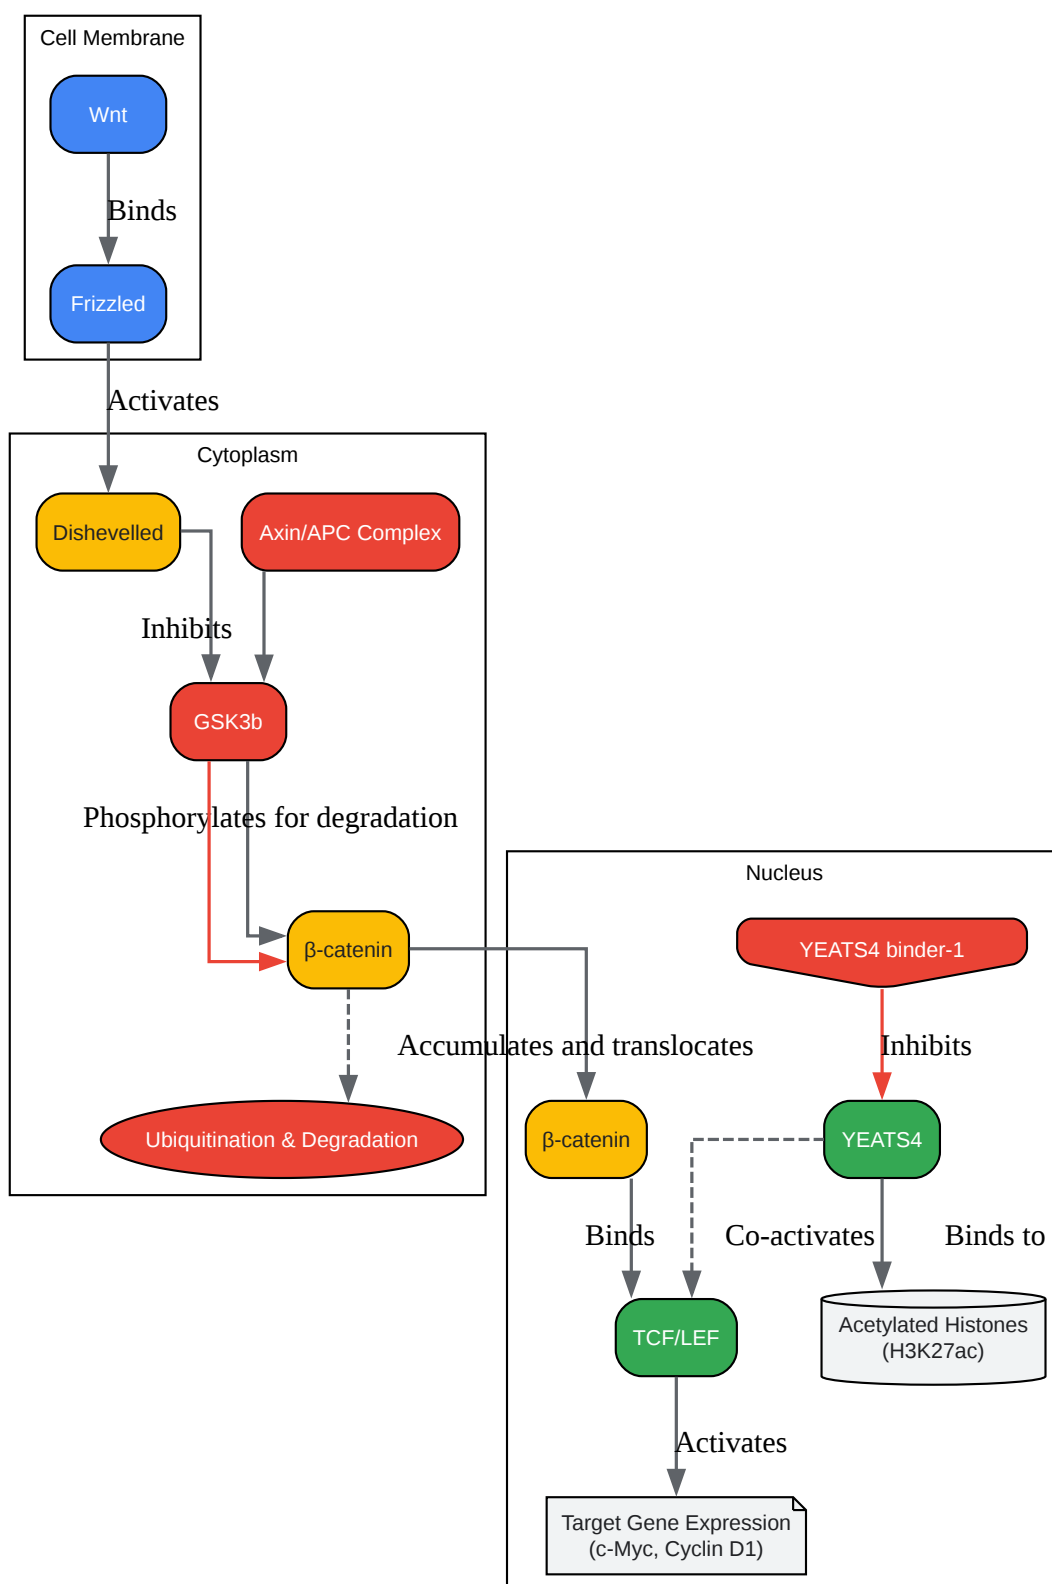 Cell Membrane
Wnt
Binds
Frizzled
Activates
Cytoplasm
Dishevelled
Axin/APC Complex
Inhibits
GSK3b
Phosphorylates for degradation
β-catenin
Ubiquitination & Degradation
Accumulates and translocates
Nucleus
YEATS4 binder-1
Inhibits
β-catenin
YEATS4
Binds
Co-activates
Binds to
TCF/LEF
Acetylated Histones
(H3K27ac)
Activates
Target Gene Expression
(c-Myc, Cyclin D1)